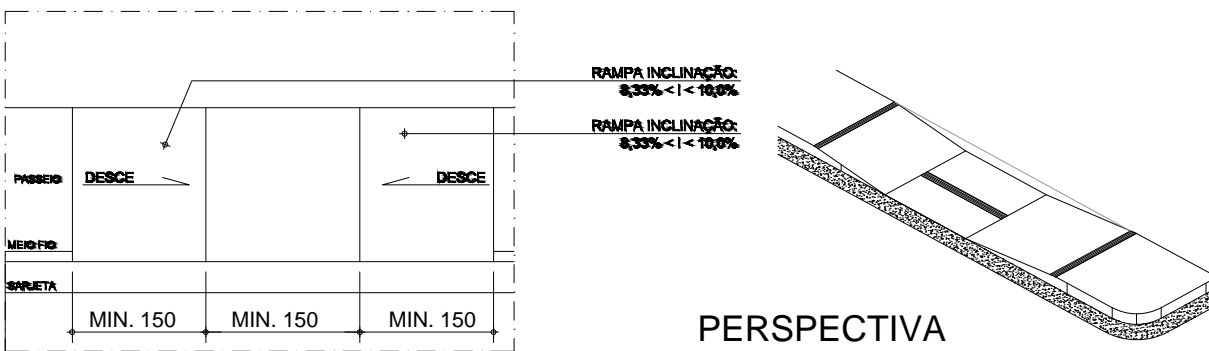 RAMPA INCLINAÇÃO:
8,33% < I < 10,0%
RAMPA INCLINAÇÃO:
8,33% < I < 10,0%
PASSEIO
DESCE
DESCE
MEIO FIO
SARJETA
MIN. 150
MIN. 150
MIN. 150
PERSPECTIVA